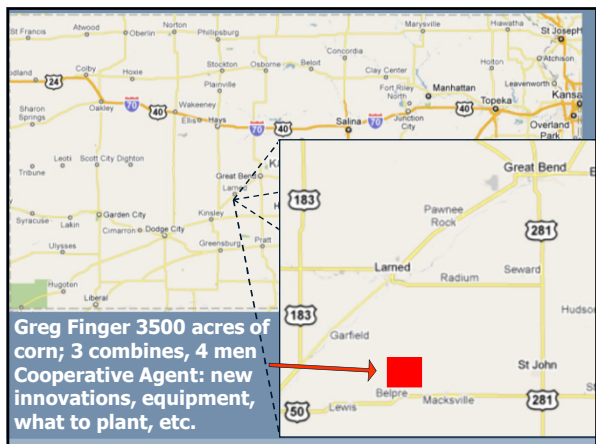 Norton
Marysville
Hiawatha
St Francis
Atwood
Oberlin
Phillipsburg
St Joseph
Concordia
Colby
Hoxie
Stockton
Osborne
Beloit
Holton
Atchison
24
Clay Center
Leavenworth
Plainville
Fort Riley North
Manhattan
Kansas
Oakley
70
40
Wakeeney
Topeka
40
Sharon Springs
Ellis
Hays
70
40
Salina
70
Junction City
Overland Park
Tribune
Leoti
Scott City
Dighton
Great Bend
Larned
Syracuse
Lakin
Garden City
Kinsley
Cimarron
Dodge City
Ulysses
Greensburg
Pratt
Hugoton
Liberal
Great Bend
183
Pawnee Rock
281
Larned
Radium
Seward
183
Hudson
Garfield
St John
Belpre
50
Lewis
Macksville
281
Greg Finger 3500 acres of
corn; 3 combines, 4 men
Cooperative Agent: new
innovations, equipment,
what to plant, etc.